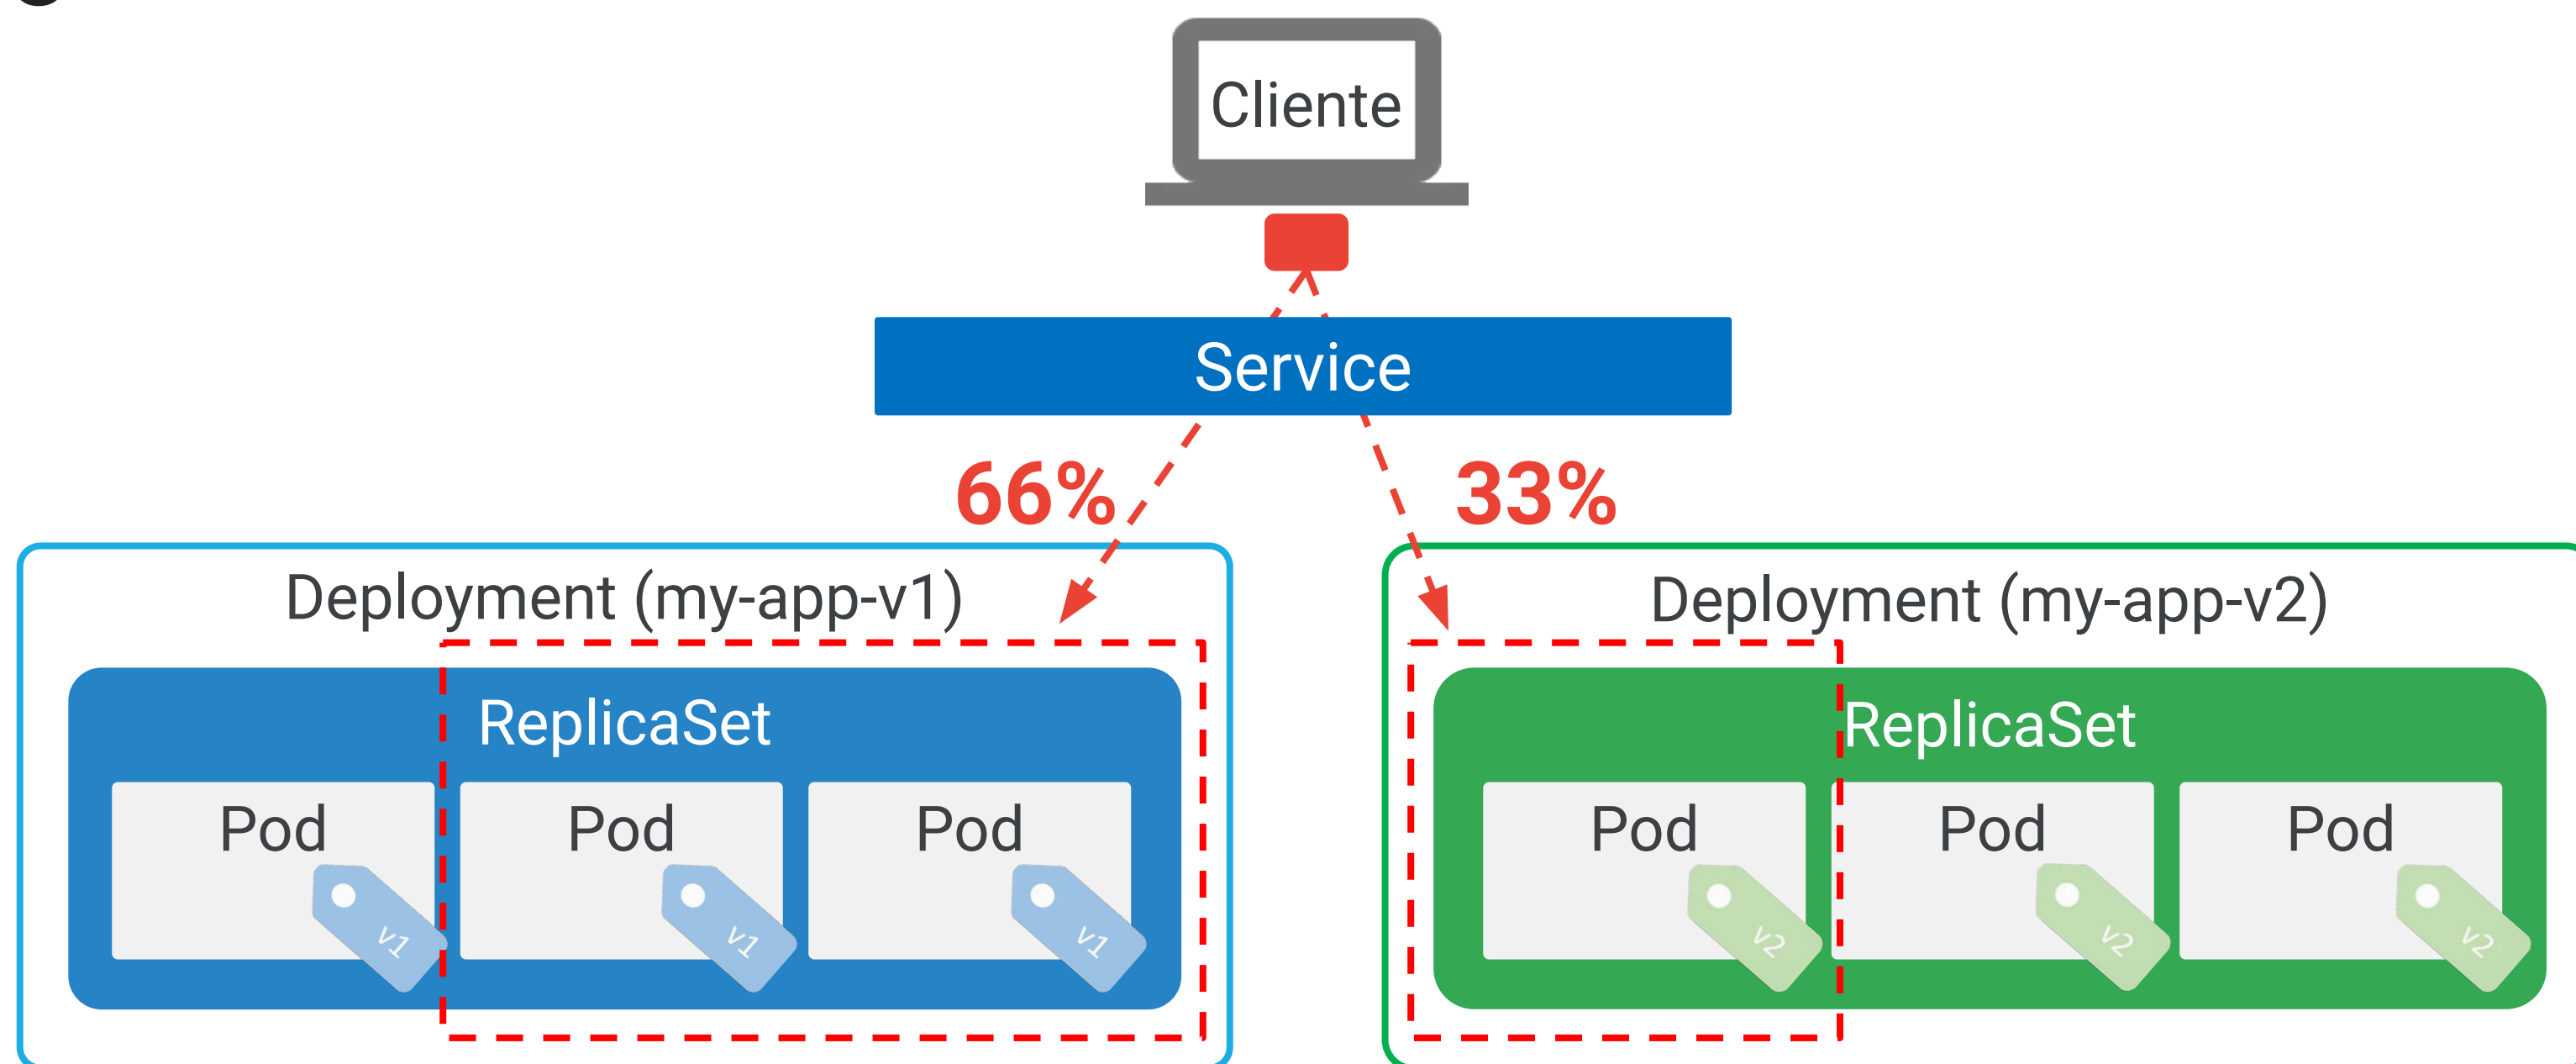 Cliente
Service
66%
33%
Deployment (my-app-v1)
Deployment (my-app-v2)
ReplicaSet
ReplicaSet
Pod
Pod
Pod
Pod
Pod
Pod
v1
v1
v1
v2
v2
v2